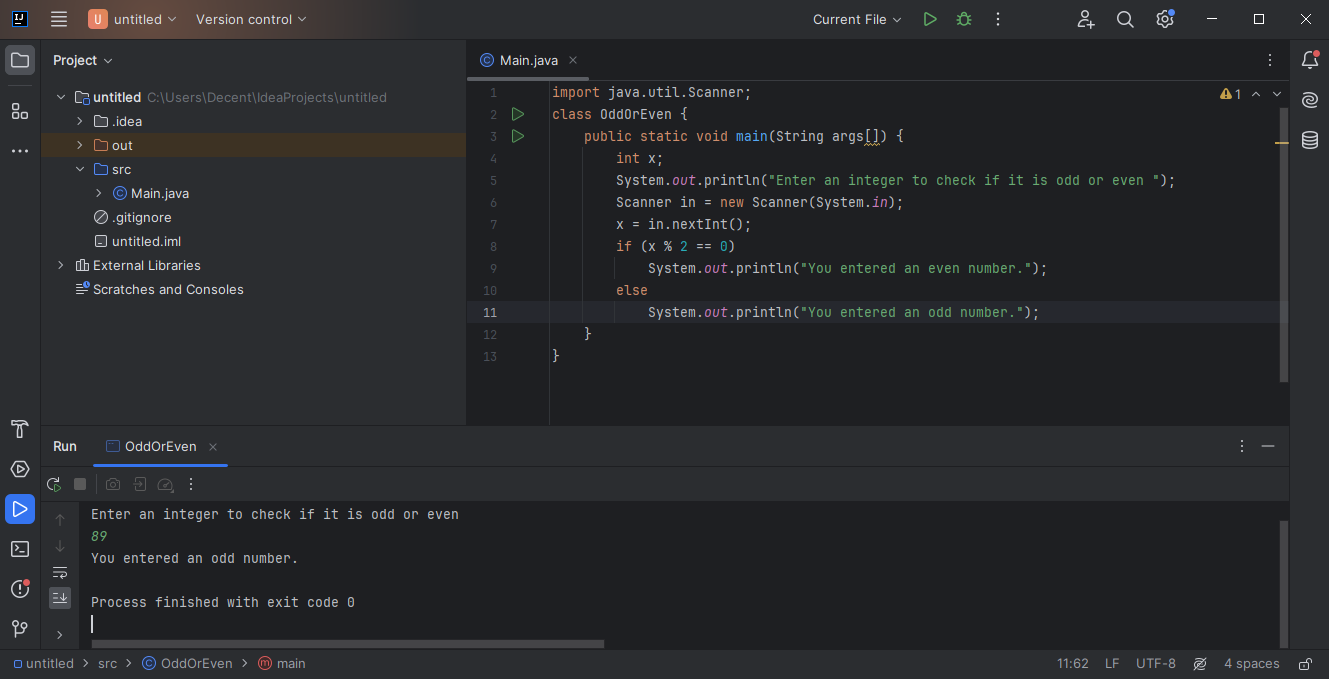 U untitled Version control Current File
Project
Main.java
untitled C:\Users\Decent\IdeaProjects\untitled
.idea
out
src
Main.java
.gitignore
untitled.iml
External Libraries
Scratches and Consoles
1
1 import java.util.Scanner;
2 class OddOrEven {
3 public static void main(String args[]) {
4 int x;
5 System.out.println("Enter an integer to check if it is odd or even ");
6 Scanner in = new Scanner(System.in);
7 x = in.nextInt();
8 if (x % 2 == 0)
9 System.out.println("You entered an even number.");
10 else
11 System.out.println("You entered an odd number.");
12 }
13 }
Run OddOrEven
Enter an integer to check if it is odd or even
89
You entered an odd number.
Process finished with exit code 0
untitled > src > OddOrEven > main 11:62 LF UTF-8 4 spaces